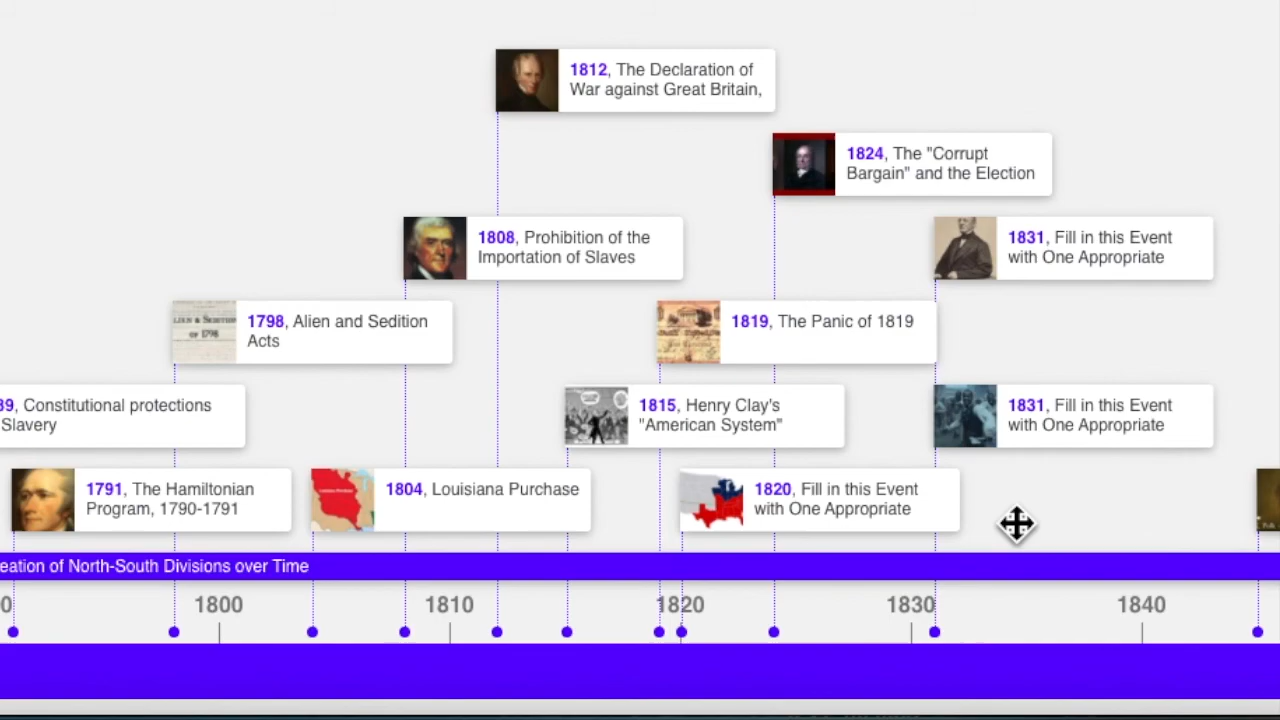 1812, The Declaration of
War against Great Britain,
1824, The "Corrupt
Bargain" and the Election
1808, Prohibition of the
Importation of Slaves
1831, Fill in this Event
with One Appropriate
1798, Alien and Sedition
Acts
1819, The Panic of 1819
89, Constitutional protections
Slavery
1815, Henry Clay's
"American System"
1831, Fill in this Event
with One Appropriate
1791, The Hamiltonian
Program, 1790-1791
1804, Louisiana Purchase
1820, Fill in this Event
with One Appropriate
eation of North-South Divisions over Time
0 1800 1810 1820 1830 1840